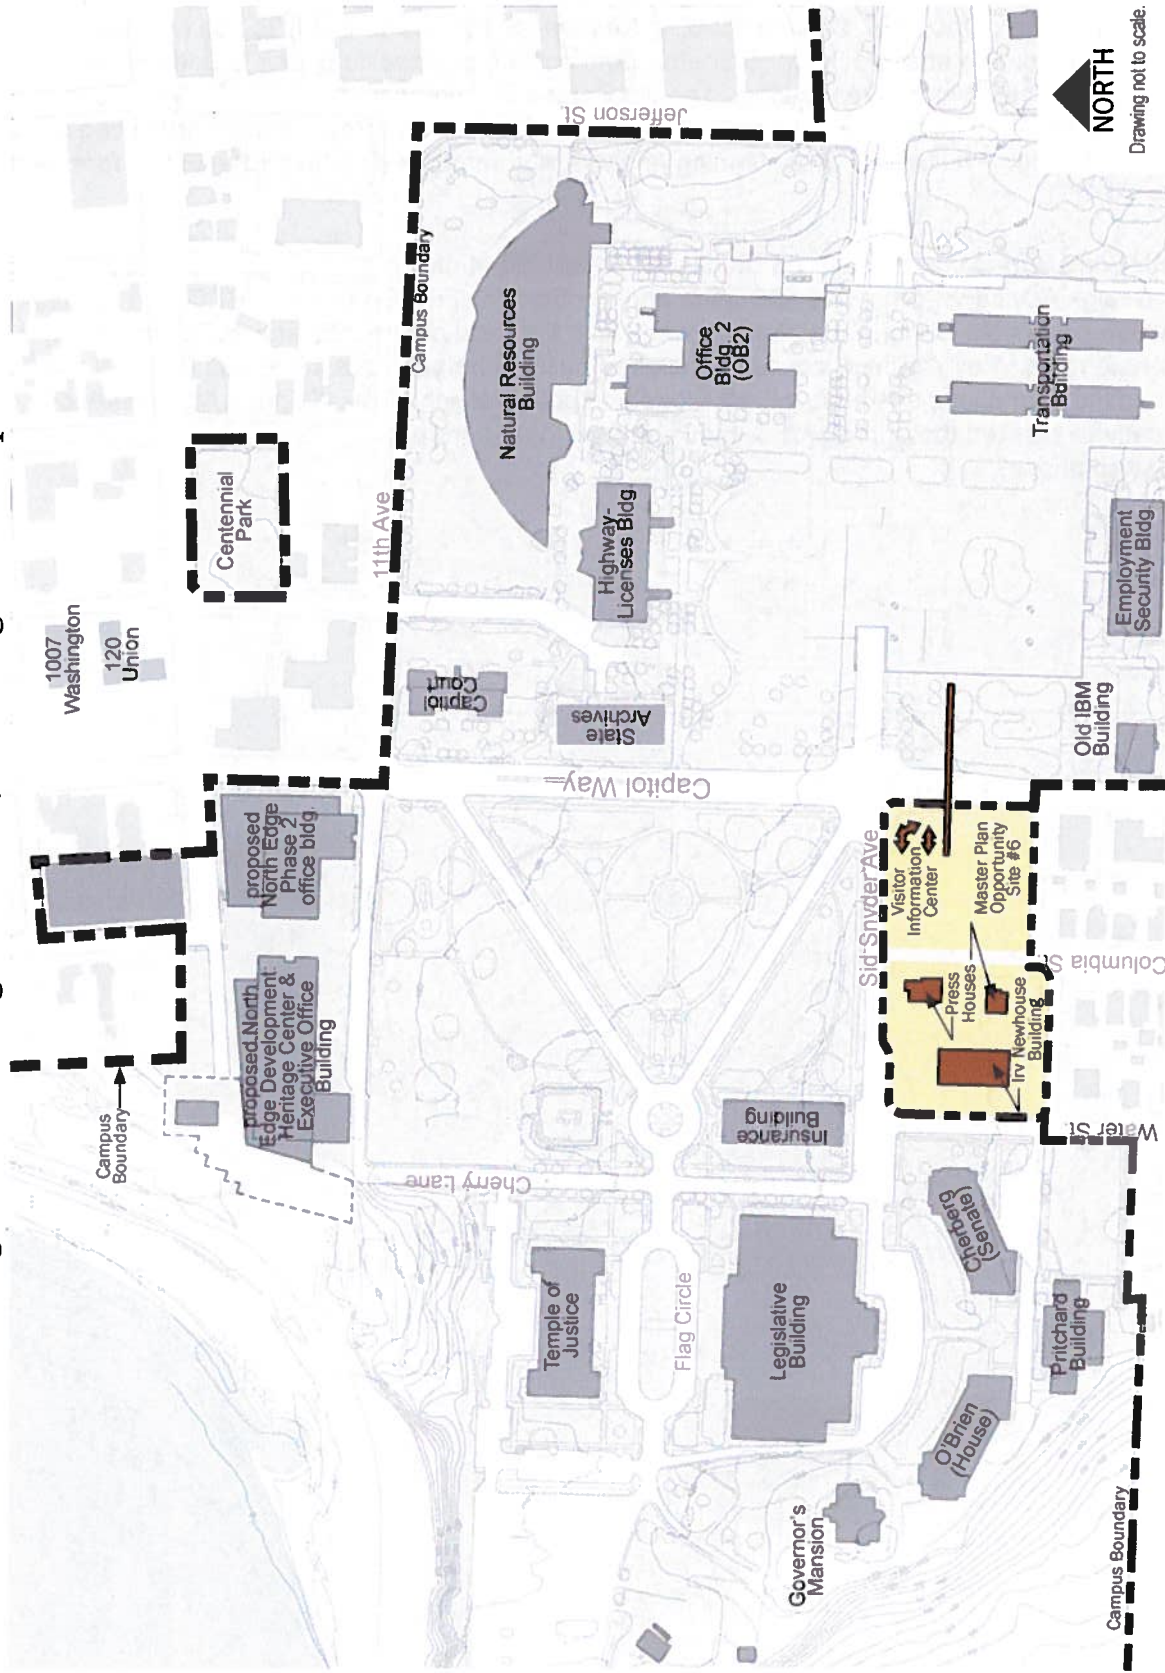 1007
Washington
120
Union
Centennial
Park
11th Ave
Campus Boundary
Jefferson St.
Natural Resources
Building
Office
Bldg. 2
(OB2)
Highway-
Licenses Bldg.
Capitol
Court
State
Archives
Capitol Way
Transportation
Building
Employment
Security Bldg.
Old IBM
Building
NORTH
Drawing not to scale.
Campus
Boundary
proposed
North Edge
Phase 2
office bldg.
proposed North
Edge Development
Heritage Center &
Executive Office
Building
Cherry Lane
Temple of
Justice
Flag Circle
Legislative
Building
Insurance
Building
Governor's
Mansion
O'Brien
(House)
Cherberg
(Senate)
Pritchard
Building
Sid Snyder Ave
Visitor
Information
Center
Master Plan
Opportunity
Site #6
Press
Houses
Irv Newhouse
Building
Columbia St
Water St.
Campus Boundary